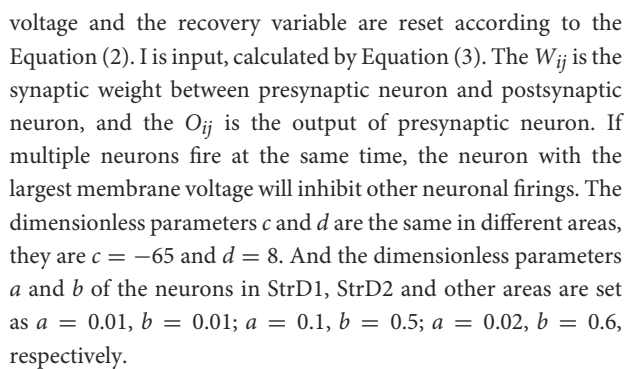 voltage and the recovery variable are reset according to the
Equation (2). I is input, calculated by Equation (3). The W_{ij} is the
synaptic weight between presynaptic neuron and postsynaptic
neuron, and the O_{ij} is the output of presynaptic neuron. If
multiple neurons fire at the same time, the neuron with the
largest membrane voltage will inhibit other neuronal firings. The
dimensionless parameters c and d are the same in different areas,
they are c = −65 and d = 8. And the dimensionless parameters
a and b of the neurons in StrD1, StrD2 and other areas are set
as a = 0.01, b = 0.01; a = 0.1, b = 0.5; a = 0.02, b = 0.6,
respectively.